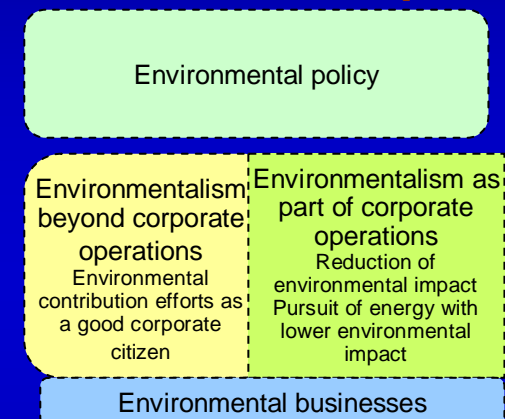 Environmental policy
Environmentalism
beyond corporate
operations
Environmental
contribution efforts as
a good corporate
citizen
Environmentalism as
part of corporate
operations
Reduction of
environmental impact
Pursuit of energy with
lower environmental
impact
Environmental businesses